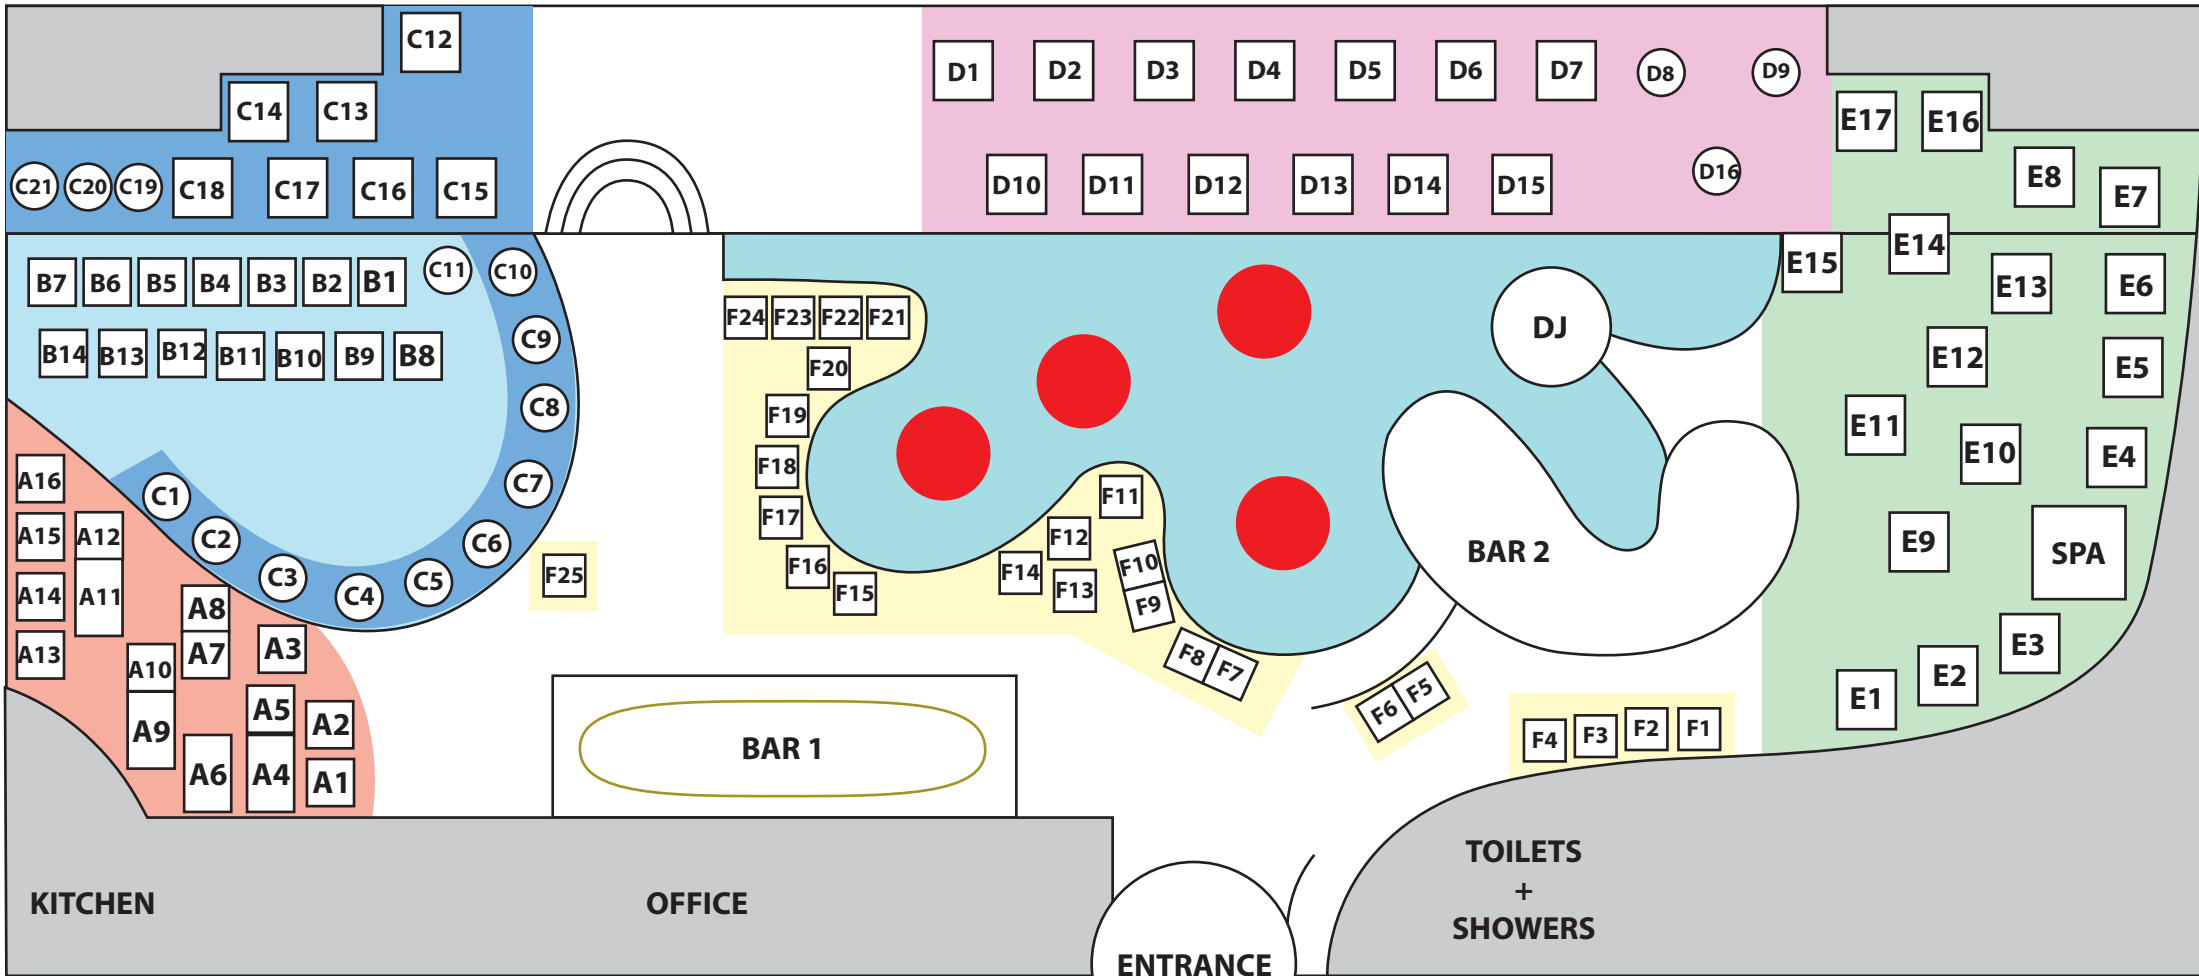 C12
D1 D2 D3 D4 D5 D6 D7 D8 D9
C14 C13
E17 E16
C21 C20 C19 C18 C17 C16 C15
D10 D11 D12 D13 D14 D15 D16
E8 E7
E15 E14 E13 E6
B7 B6 B5 B4 B3 B2 B1 C11 C10
F24 F23 F22 F21
DJ
B14 B13 B12 B11 B10 B9 B8 C9
F20
E12 E5
F19
C8
E11 E10 E4
A16 C1 C7
F18
F11
A15 A12 C2 C6
F17
F12
BAR 2
E9 SPA
A14 A11 C3 C4 C5
F25
F16 F15
F14 F13
F10
F9
A8
A13 A10 A7 A3
F8 F7
E3
A9 A5 A2
F6 F5
E1 E2
A6 A4 A1
BAR 1
F4 F3 F2 F1
TOILETS
+
SHOWERS
KITCHEN
OFFICE
ENTRANCE